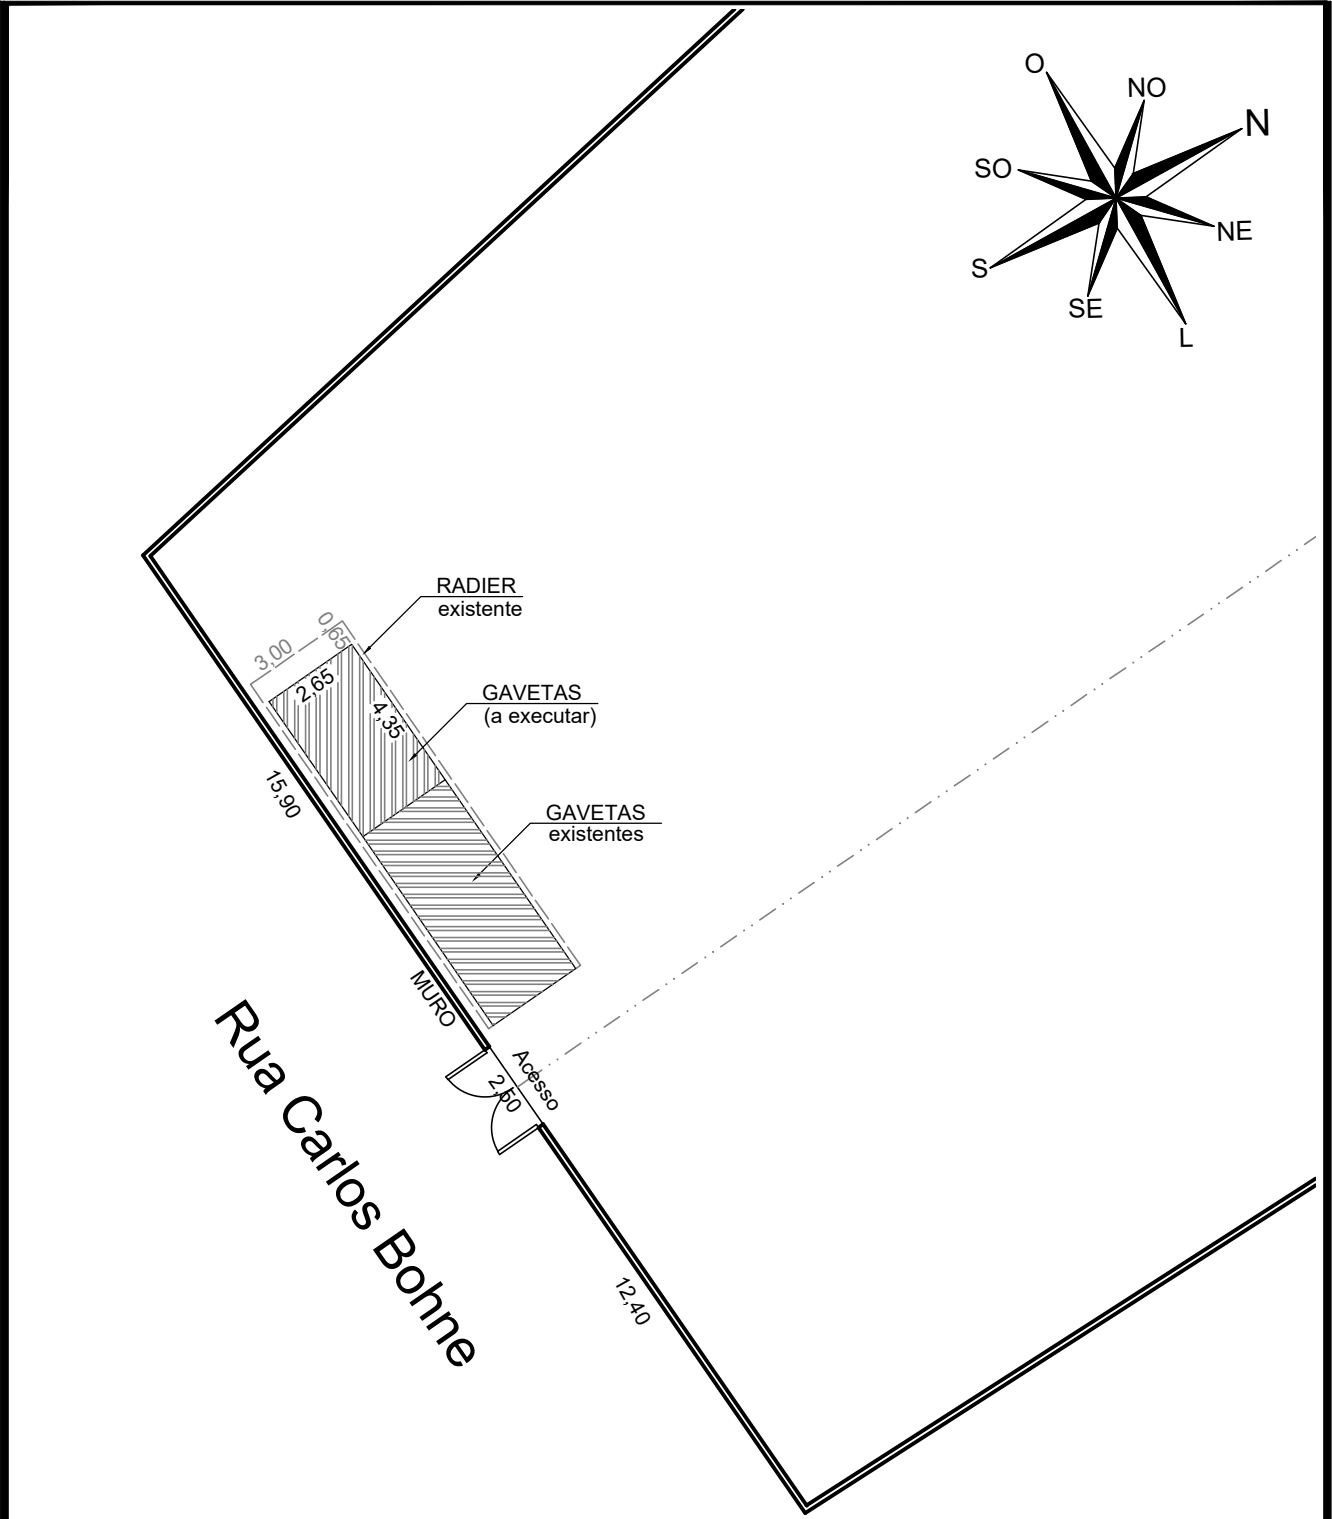 O
NO
N
SO
NE
S
SE
L
RADIER
existente
0,65
3,00
2,65
4,35
GAVETAS
(a executar)
15,90
GAVETAS
existentes
MURO
Acesso
2,50
Rua Carlos Bohne
12,40